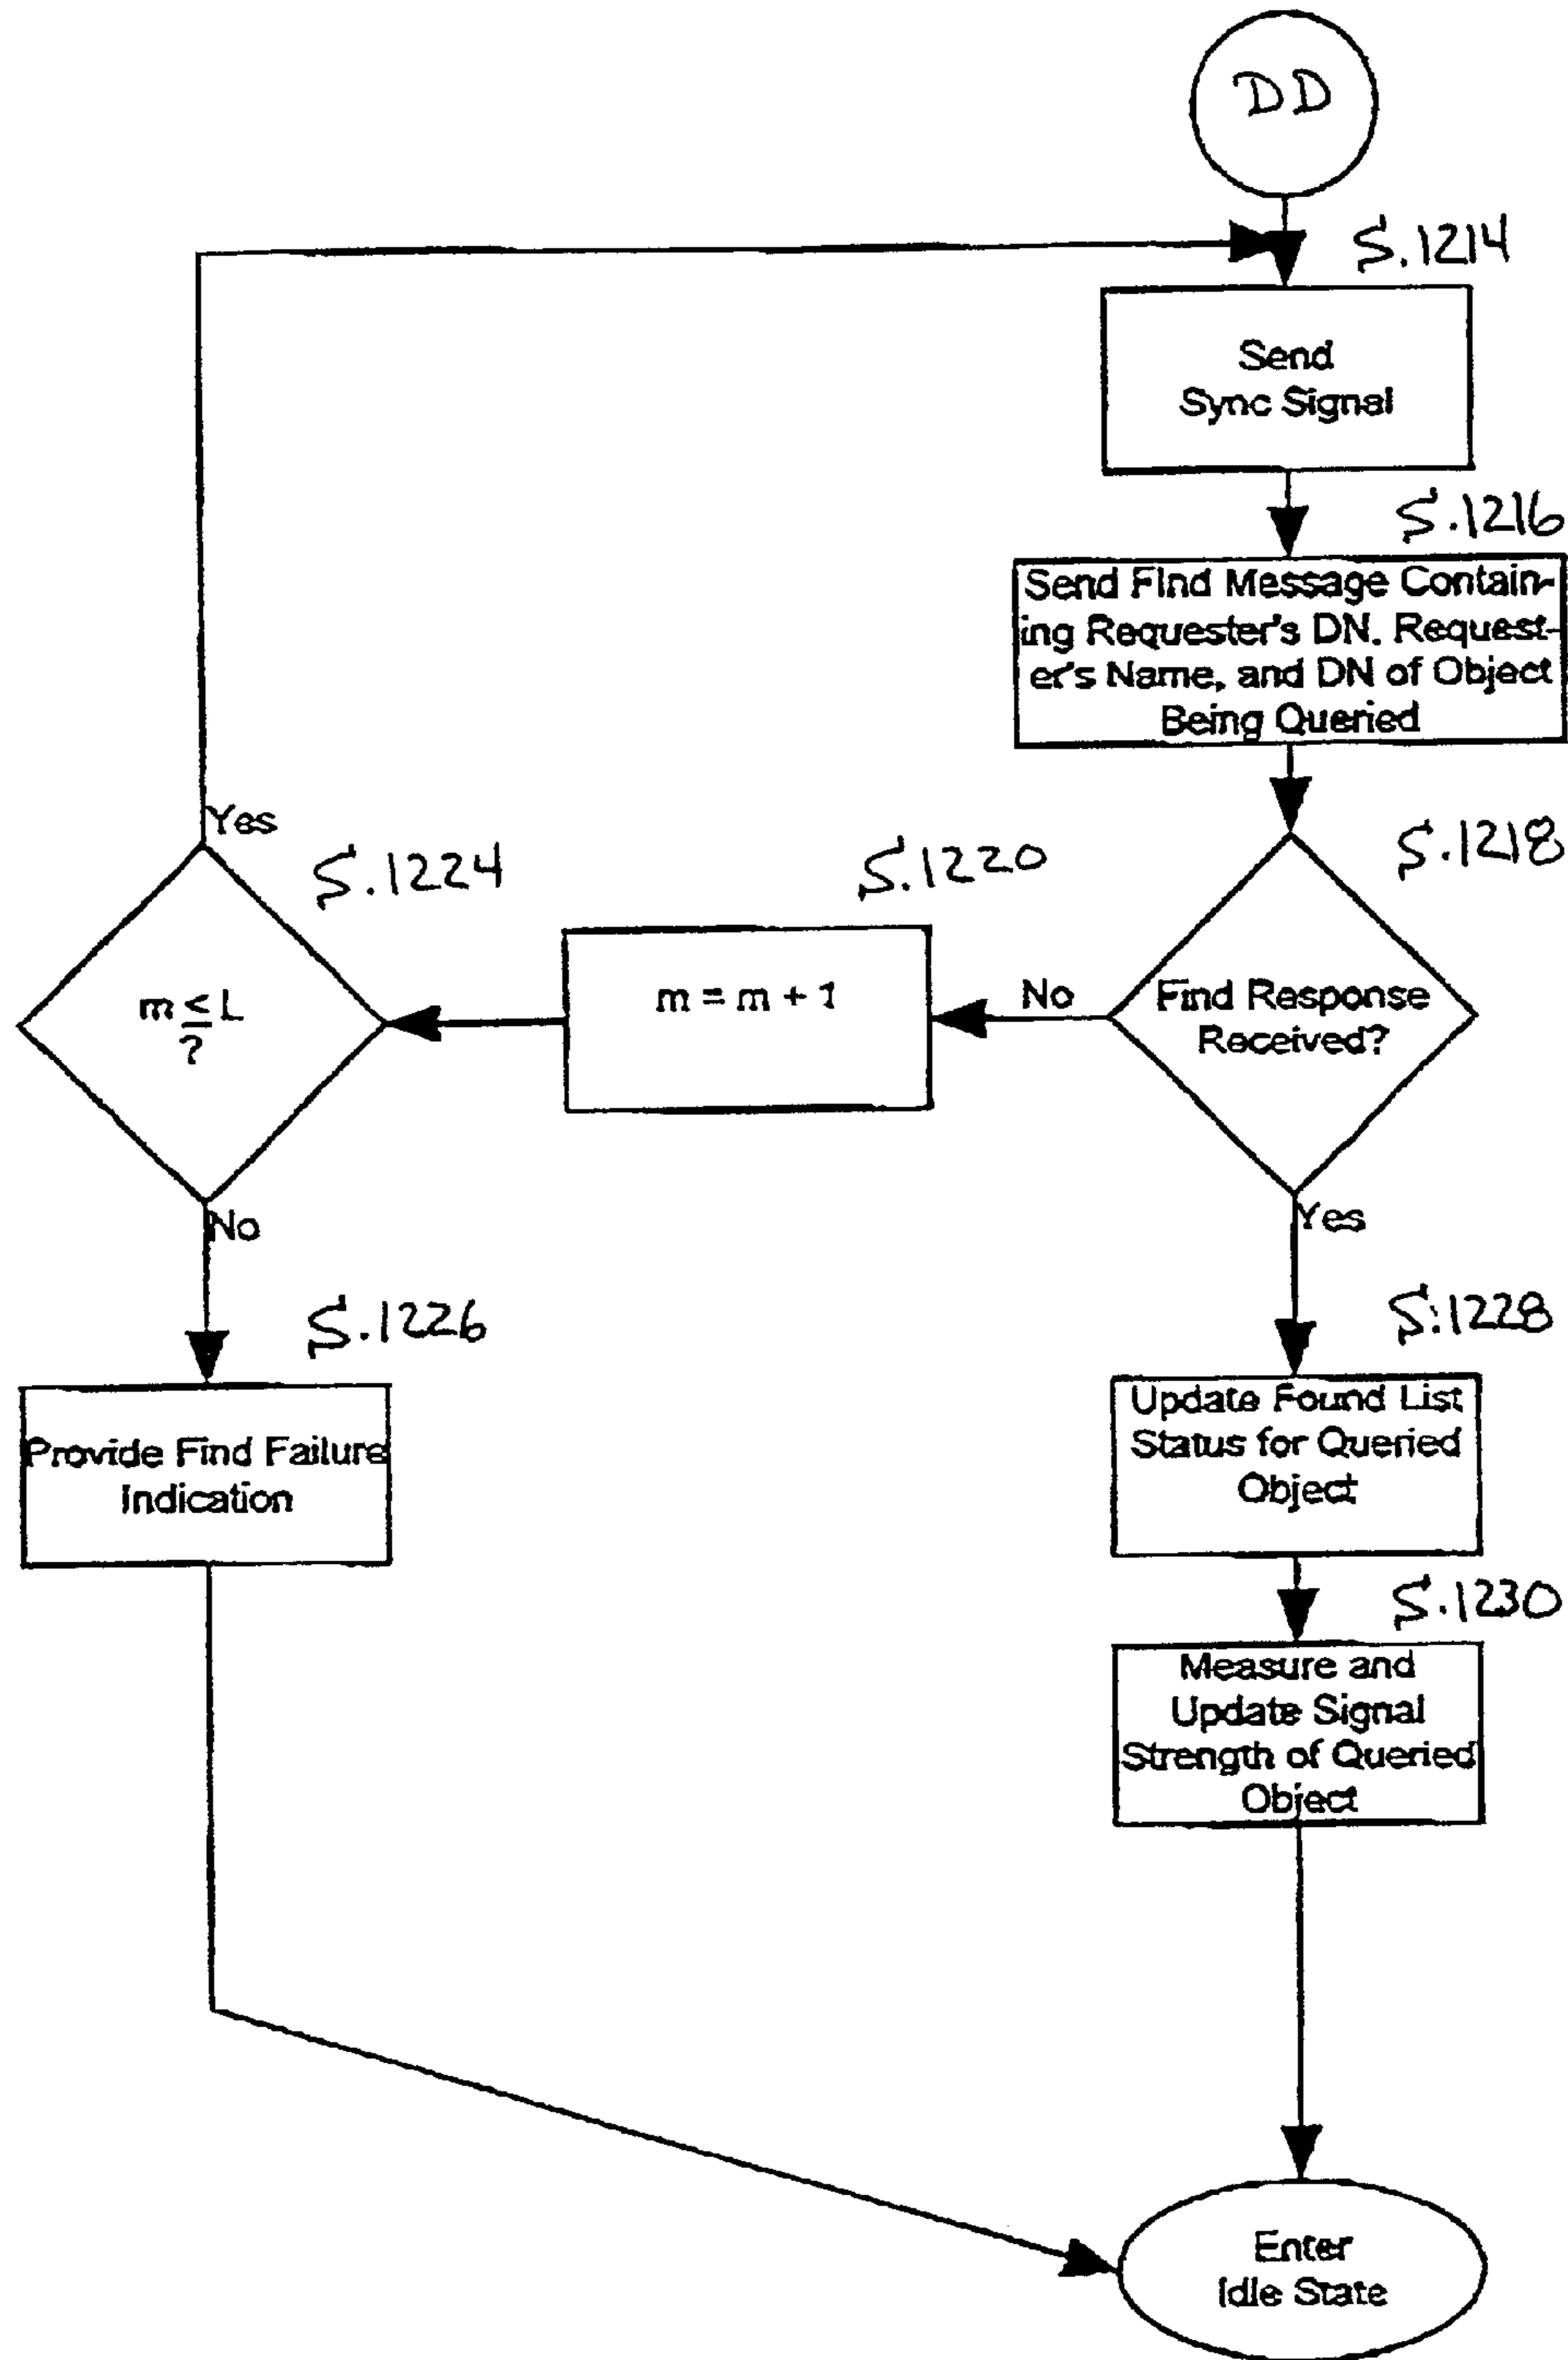 DD
S.1214
Send
Sync Signal
S.1216
Send Find Message Contain-
ing Requester's DN. Request-
er's Name, and DN of Object
Being Queried
S.1218
Find Response
Received?
No
S.1220
m = m + 1
S.1224
m ≤ L
?
Yes
No
S.1226
Provide Find Failure
Indication
Yes
S.1228
Update Found List
Status for Queried
Object
S.1230
Measure and
Update Signal
Strength of Queried
Object
Enter
Idle State